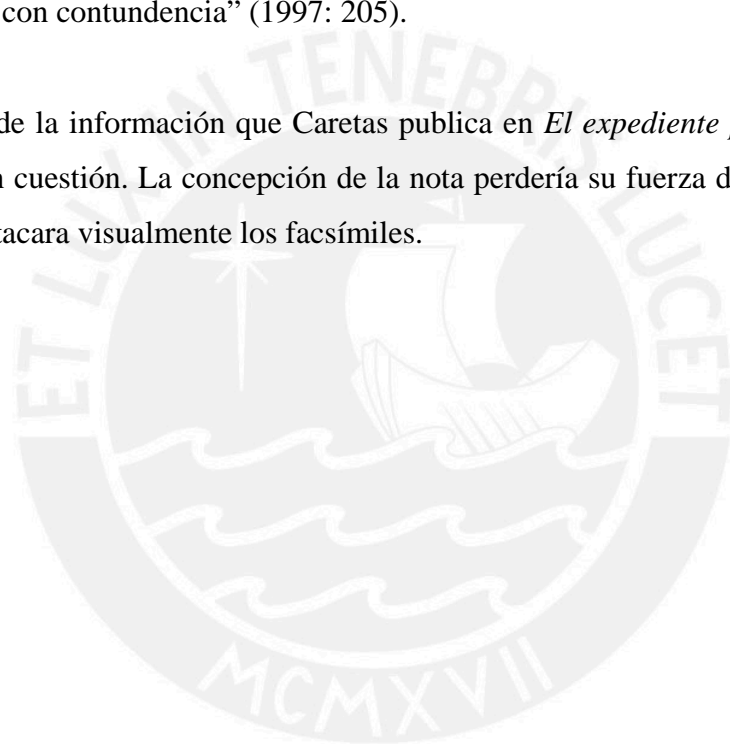 con contundencia” (1997: 205).
de la información que Caretas publica en El expediente
cuestión. La concepción de la nota perdería su fuerza
visualmente los facsímiles.
ET LUX IN TENEBRIS LUCET
MCMXVII